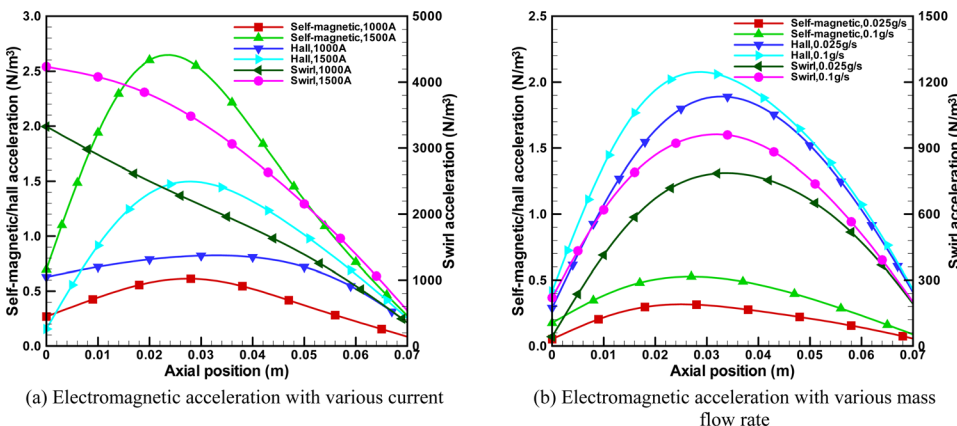 Self-magnetic/hall acceleration (N/m³)
3.0
2.5
2.0
1.5
1.0
0.5
0.0
Self-magnetic,1000A
Self-magnetic,1500A
Hall,1000A
Hall,1500A
Swirl,1000A
Swirl,1500A
5000
4000
3000
2000
1000
0
Swirl acceleration (N/m³)
0 0.01 0.02 0.03 0.04 0.05 0.06 0.07
Axial position (m)
(a) Electromagnetic acceleration with various current
Self-magnetic/hall acceleration (N/m³)
2.5
2.0
1.5
1.0
0.5
0.0
Self-magnetic,0.025g/s
Self-magnetic,0.1g/s
Hall,0.025g/s
Hall,0.1g/s
Swirl,0.025g/s
Swirl,0.1g/s
1500
1200
900
600
300
0
Swirl acceleration (N/m³)
0 0.01 0.02 0.03 0.04 0.05 0.06 0.07
Axial position (m)
(b) Electromagnetic acceleration with various mass
flow rate